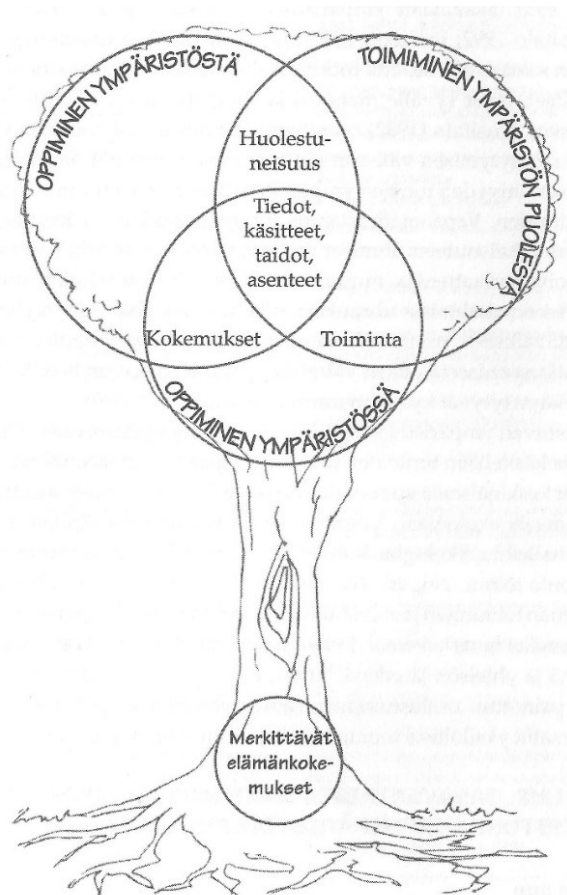 OPPIMINEN YMPÄRISTÖSTÄ
TOIMIMINEN YMPÄRISTÖN PUOLESTA
Huolestu-
neisuus
Tiedot,
käsitteet,
taidot,
asenteet
Kokemukset
Toiminta
OPPIMINEN YMPÄRISTÖSSÄ
Merkittävät
elämänkoke-
mukset